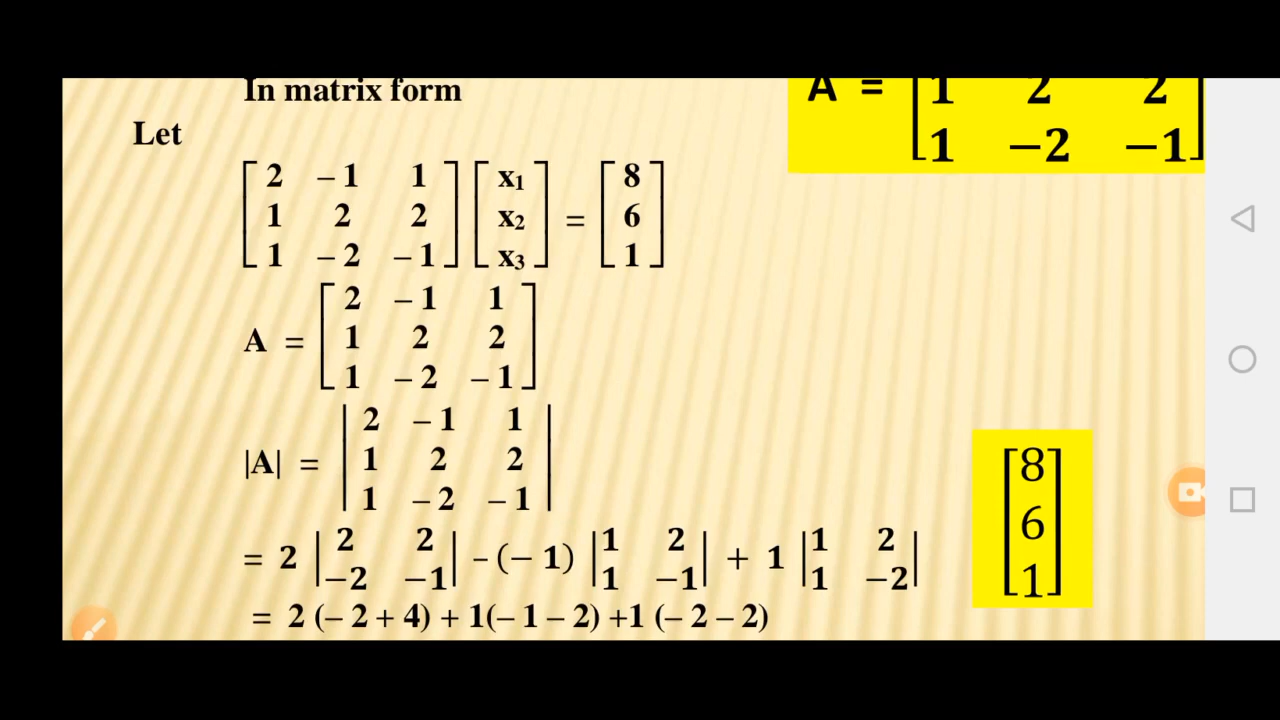 In matrix form
Let
[2 – 1 1] [x₁] [8]
[1 2 2] [x₂] = [6]
[1 – 2 – 1] [x₃] [1]
[2 – 1 1]
A = [1 2 2]
[1 – 2 – 1]
|2 – 1 1|
|A| = |1 2 2|
|1 – 2 – 1|
= 2 |2 2| – (– 1) |1 2| + 1 |1 2|
|−2 −1| |1 −1| |1 −2|
= 2 (– 2 + 4) + 1(– 1 – 2) +1 (– 2 – 2)
A = [1 2 2]
[1 −2 −1]
[8]
[6]
[1]